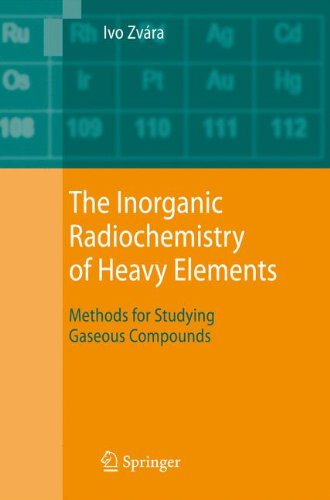 Ru Rh Pd Ag Cd
Ivo Zvára
Os Ir Pt Au Hg
108 109 110 111 112
The Inorganic
Radiochemistry
of Heavy Elements
Methods for Studying
Gaseous Compounds
Springer